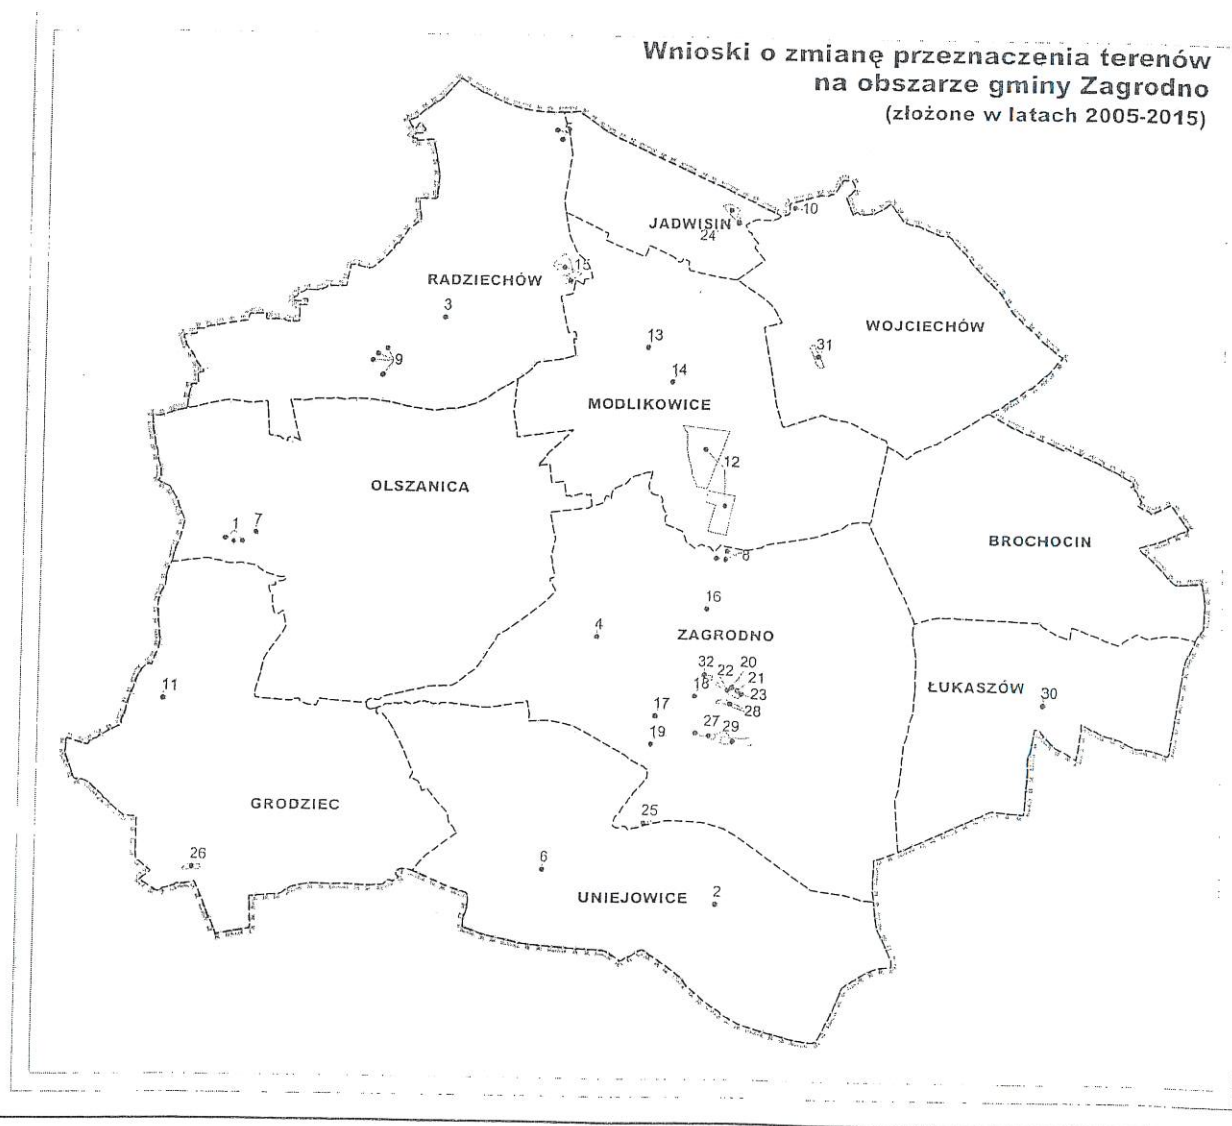 Wnioski o zmianę przeznaczenia terenów
na obszarze gminy Zagrodno
(złożone w latach 2005-2015)
5
10
JADWISIN
24
15
RADZIECHÓW
3
WOJCIECHÓW
13
31
9
14
MODLIKOWICE
12
OLSZANICA
1 7
BROCHOCIN
8
16
4
ZAGRODNO
32 22 20
21
18 23
ŁUKASZÓW
30
11
28
17
27 29
19
GRODZIEC
25
26
6
UNIEJOWICE
2